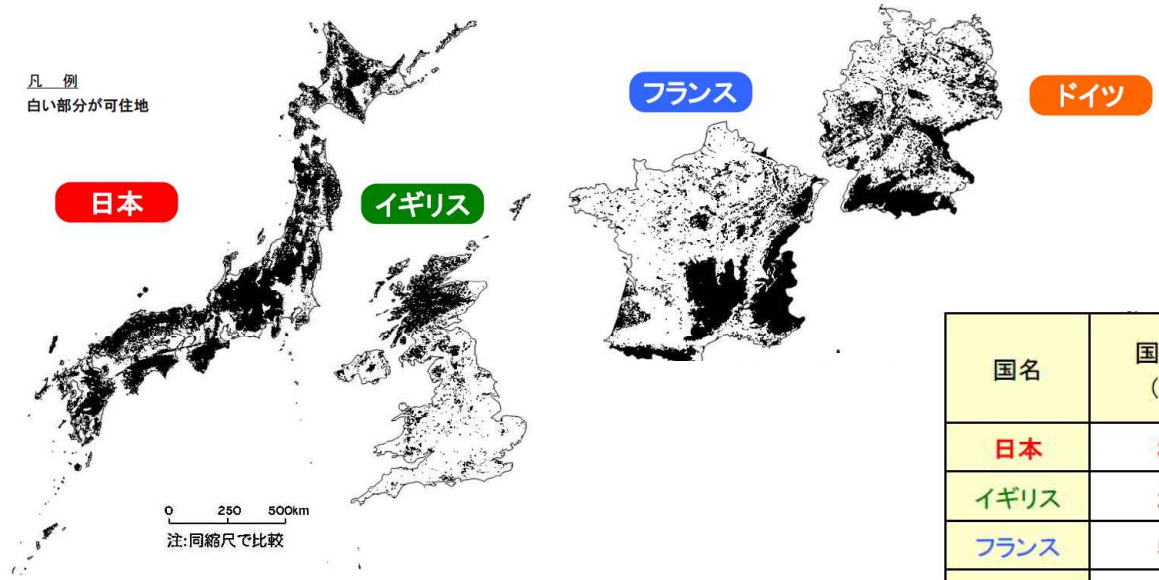 凡 例
白い部分が可住地
日本
イギリス
フランス
ドイツ
0 250 500km
注:同縮尺で比較
国名
国
(
日本
イギリス
フランス